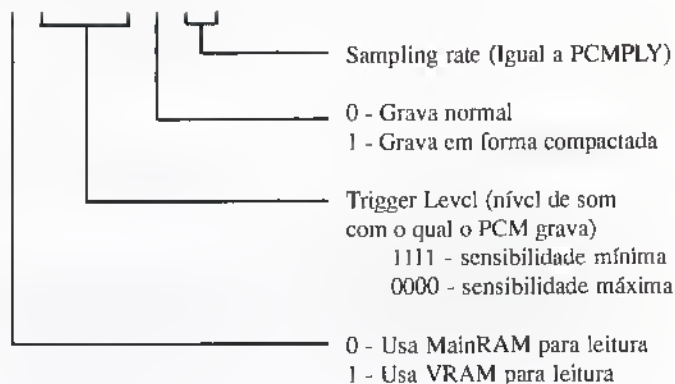 Sampling rate (Igual a PCMPLY)
0 - Grava normal
1 - Grava em forma compactada
Trigger Level (nível de som
com o qual o PCM grava)
1111 - sensibilidade mínima
0000 - sensibilidade máxima
0 - Usa MainRAM para leitura
1 - Usa VRAM para leitura